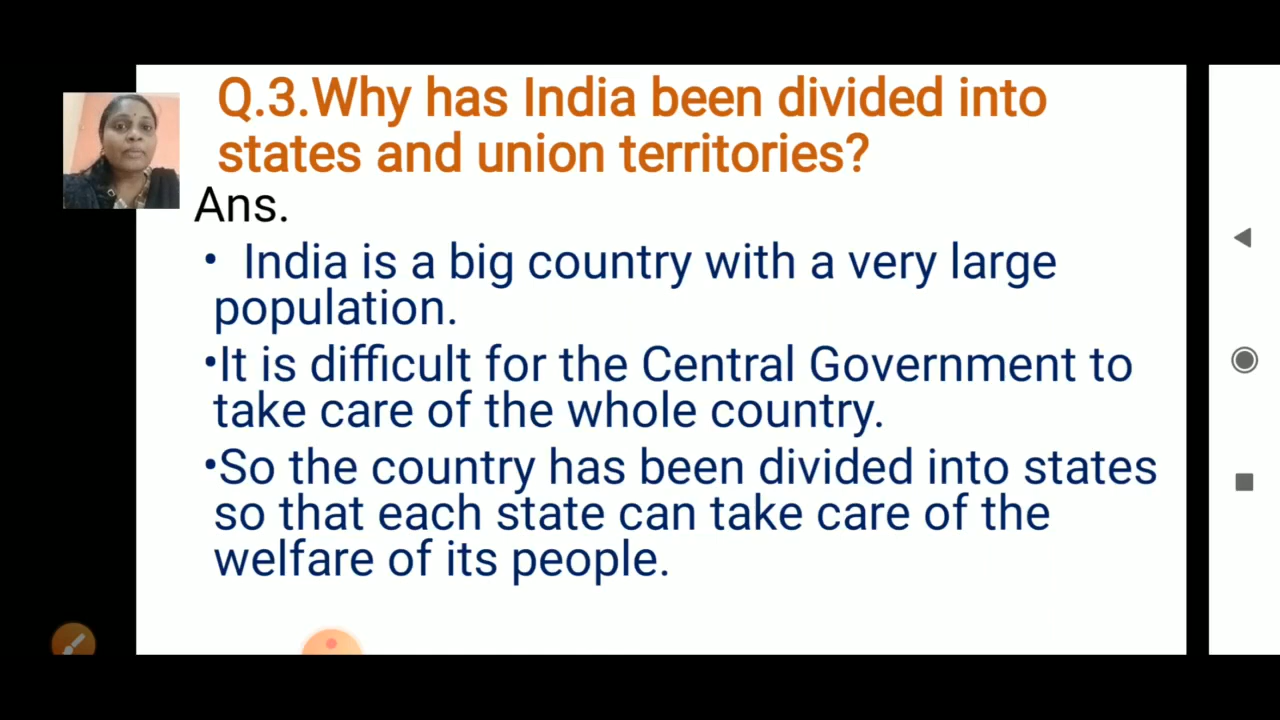 Q.3.Why has India been divided into
states and union territories?
Ans.
• India is a big country with a very large
population.
•It is difficult for the Central Government to
take care of the whole country.
•So the country has been divided into states
so that each state can take care of the
welfare of its people.